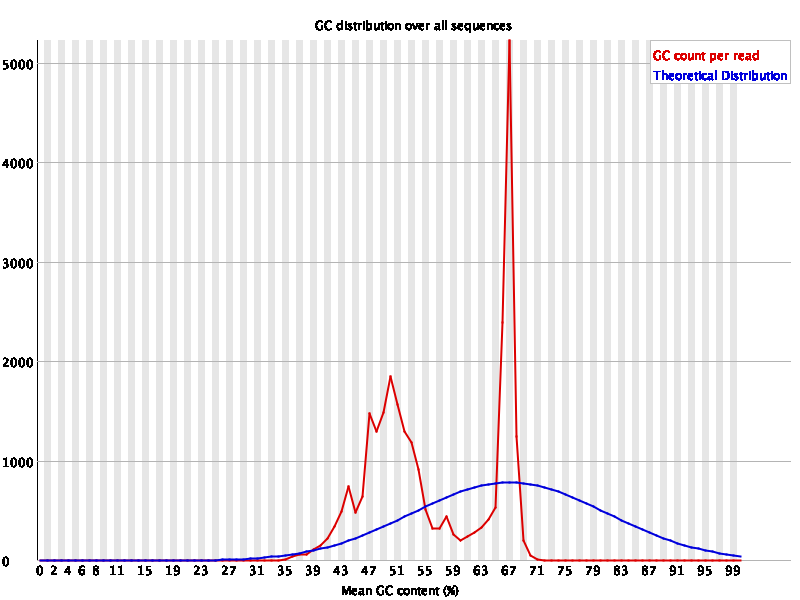 GC distribution over all sequences
GC count per read
Theoretical Distribution
5000
4000
3000
2000
1000
0
0 2 4 6 8 11 15 19 23 27 31 35 39 43 47 51 55 59 63 67 71 75 79 83 87 91 95 99
Mean GC content (%)